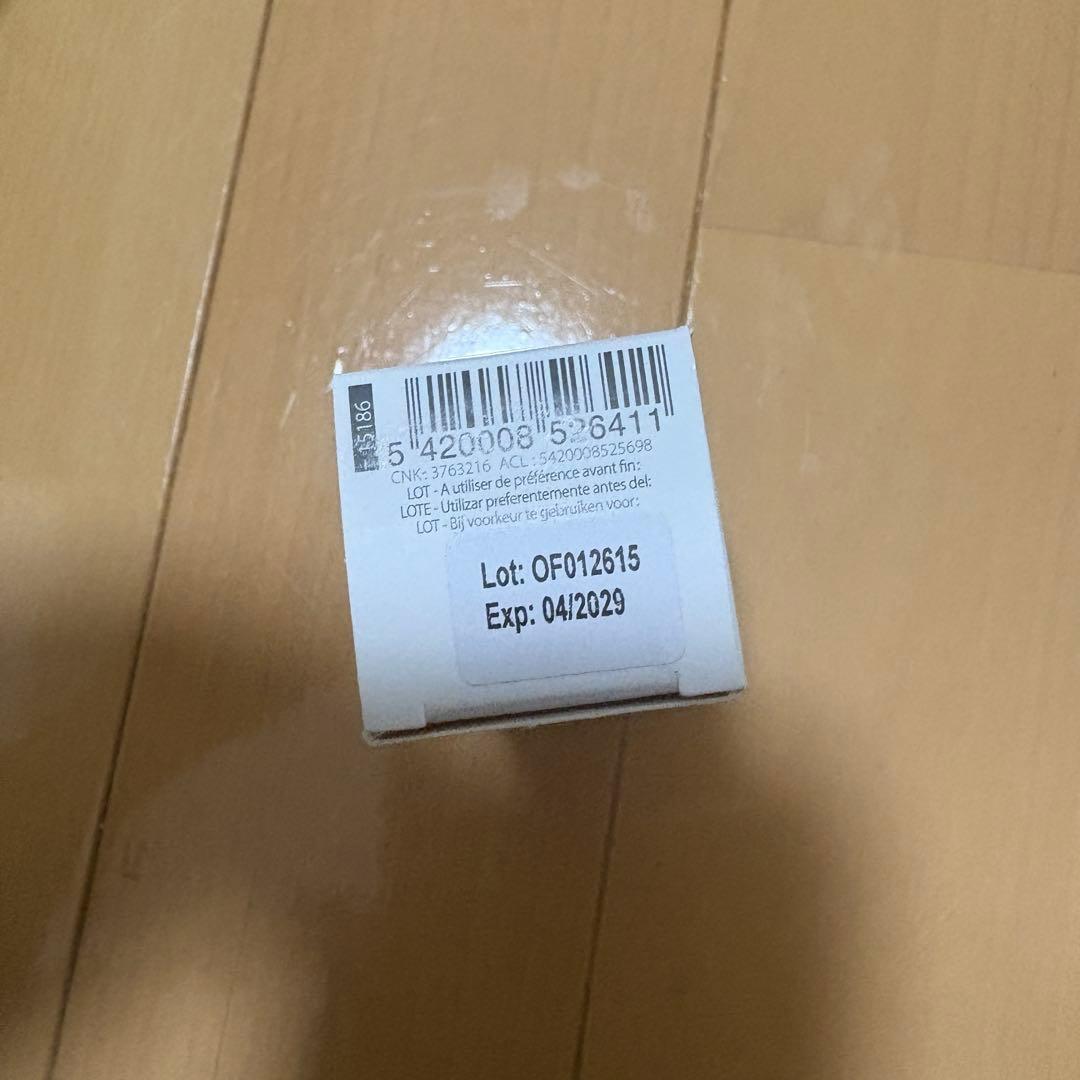 5 420008 526411
CNK: 3763216 ACL : 5420008525698
LOT - A utiliser de préférence avant fin:
LOTE - Utilizar preferentemente antes del:
LOT - Bij voorkeur te gebruiken voor:
Lot: OF012615
Exp: 04/2029